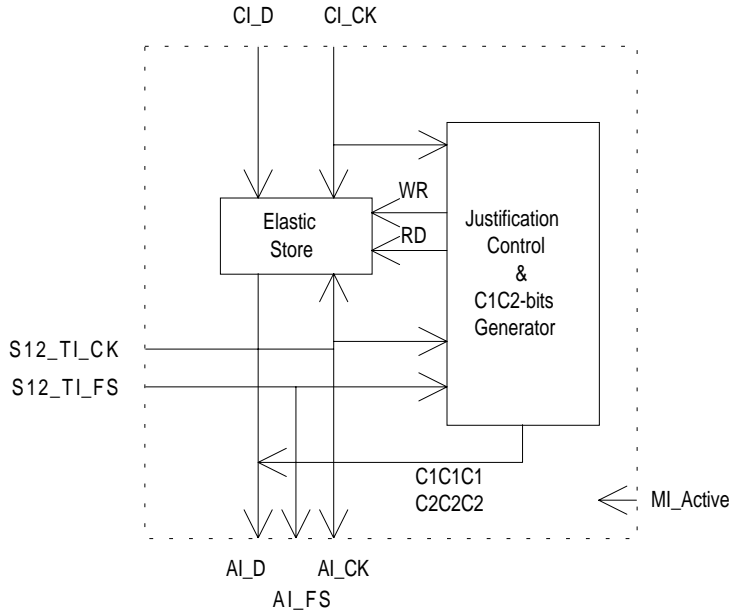 CI_D
CI_CK
WR
Elastic
Store
RD
Justification
Control
&
C1C2-bits
Generator
S12_TI_CK
S12_TI_FS
C1C1C1
C2C2C2
MI_Active
AI_D
AI_CK
AI_FS